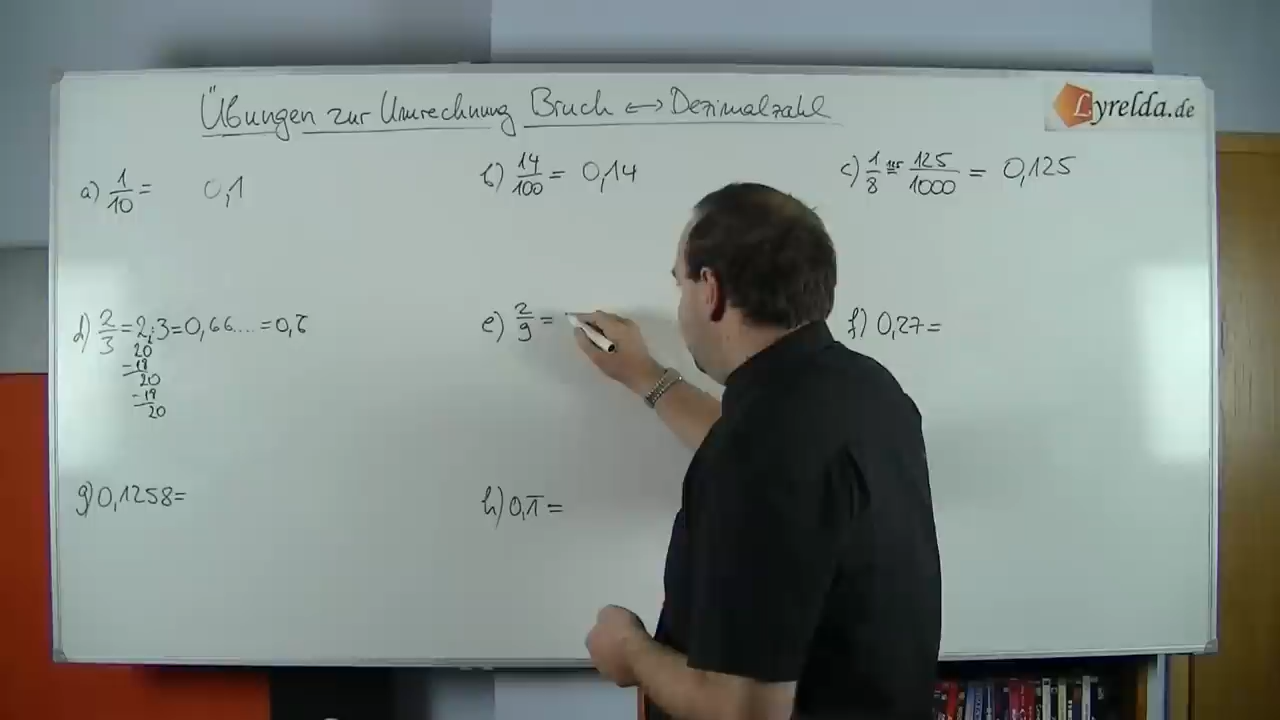 Übungen zur Umrechnung Bruch ↔ Dezimalzahl
Lyrelda.de
a) 1/10 = 0,1
b) 14/100 = 0,14
c) 1/8 =¹²⁵ 125/1000 = 0,125
d) 2/3 = 2:3 = 0,66... = 0,6̅
20
-18
20
-18
20
e) 2/9 =
f) 0,27 =
g) 0,1258 =
h) 0,1̅ =